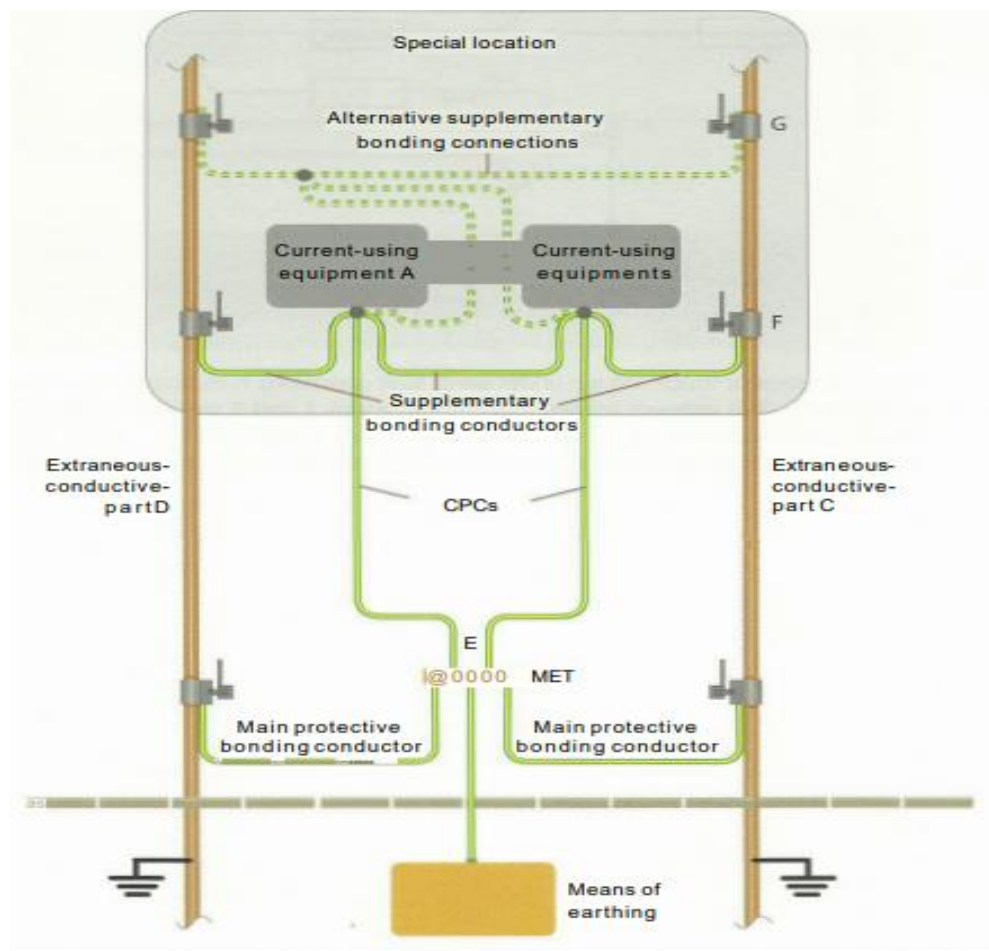 Special location
Alternative supplementary
bonding connections
G
Current-using
equipment A
Current-using
equipments
F
Supplementary
bonding conductors
Extraneous-
conductive-
partD
Extraneous-
conductive-
part C
CPCs
E
l@0000 MET
Main protective
bonding conductor
Main protective
bonding conductor
Means of
earthing